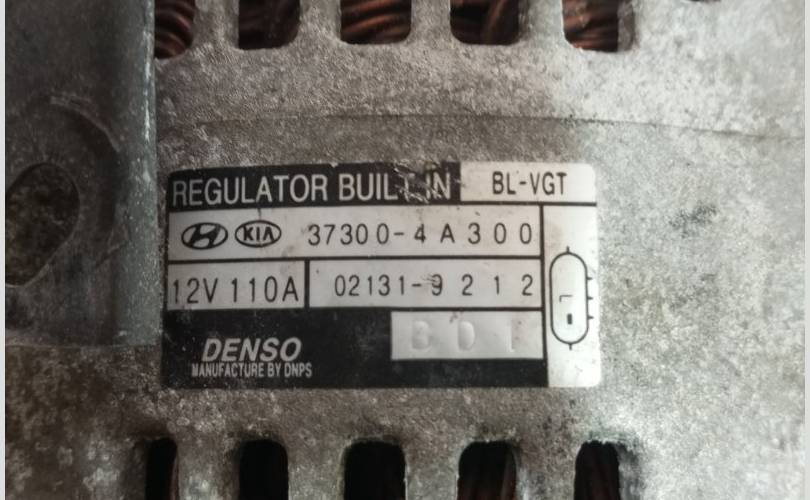 REGULATOR BUILT IN BL-VGT
KIA 37300-4A300
12V 110A 02131-9212
DENSO
MANUFACTURE BY DNPS
L